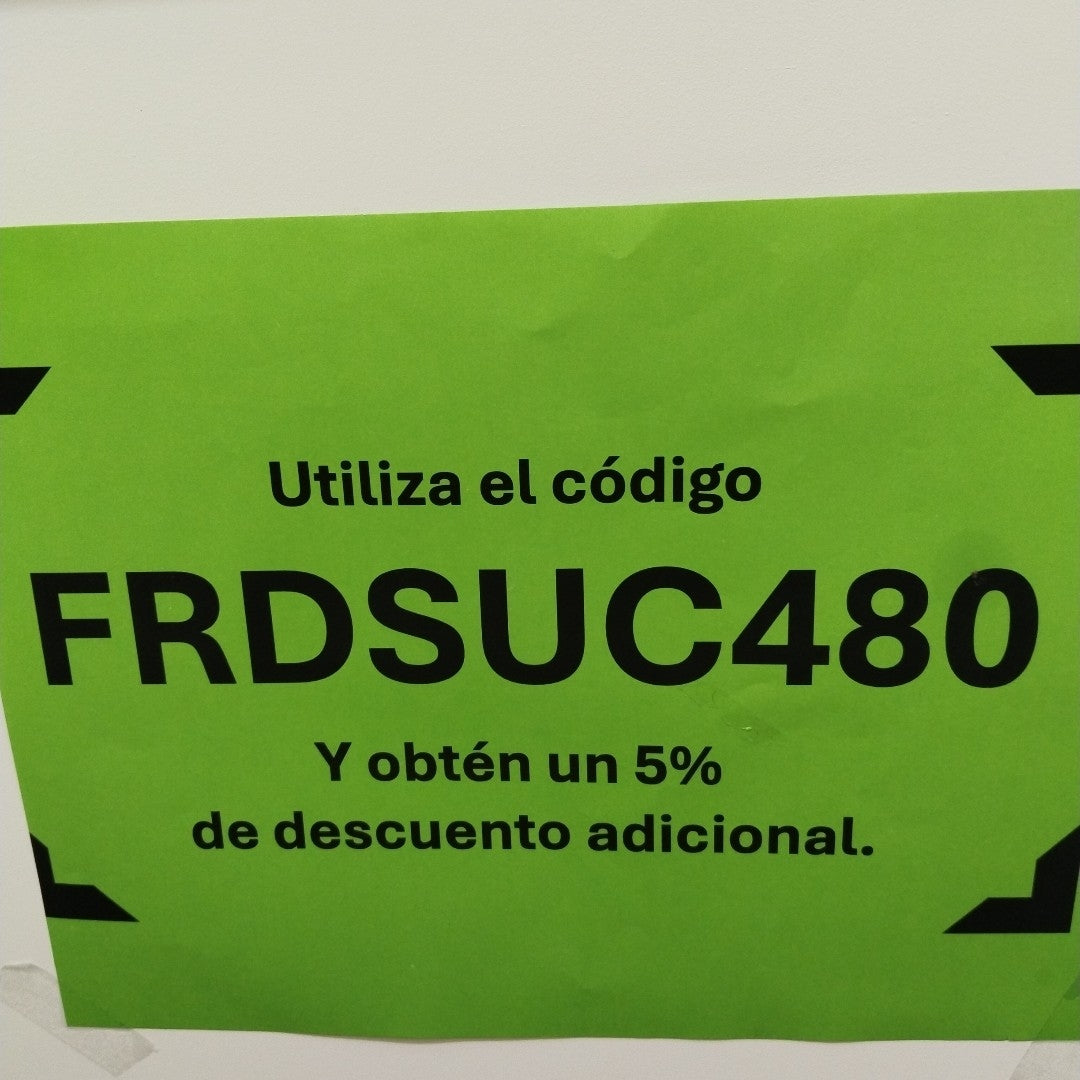 Utiliza el código
FRDSUC480
Y obtén un 5%
de descuento adicional.